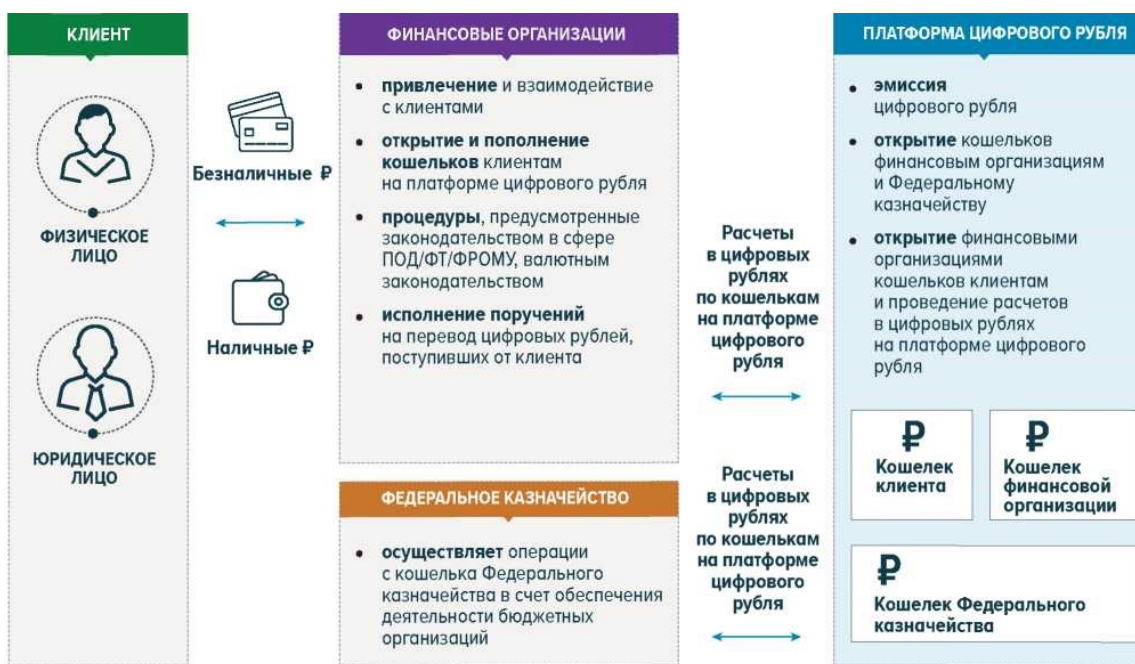 КЛИЕНТ
ФИЗИЧЕСКОЕ
ЛИЦО
ЮРИДИЧЕСКОЕ
ЛИЦО
Безналичные ₽
Наличные ₽
ФИНАНСОВЫЕ ОРГАНИЗАЦИИ
• привлечение и взаимодействие
с клиентами
• открытие и пополнение
кошельков клиентам
на платформе цифрового рубля
• процедуры, предусмотренные
законодательством в сфере
ПОД/ФТ/ФРОМУ, валютным
законодательством
• исполнение поручений
на перевод цифровых рублей,
поступивших от клиента
ФЕДЕРАЛЬНОЕ КАЗНАЧЕЙСТВО
• осуществляет операции
с кошелька Федерального
казначейства в счет обеспечения
деятельности бюджетных
организаций
Расчеты
в цифровых
рублях
по кошелькам
на платформе
цифрового
рубля
Расчеты
в цифровых
рублях
по кошелькам
на платформе
цифрового
рубля
ПЛАТФОРМА ЦИФРОВОГО РУБЛЯ
• эмиссия
цифрового рубля
• открытие кошельков
финансовым организациям
и Федеральному
казначейству
• открытие финансовыми
организациями
кошельков клиентам
и проведение расчетов
в цифровых рублях
на платформе цифрового
рубля
₽
Кошелек
клиента
₽
Кошелек
финансовой
организации
₽
Кошелек Федерального
казначейства